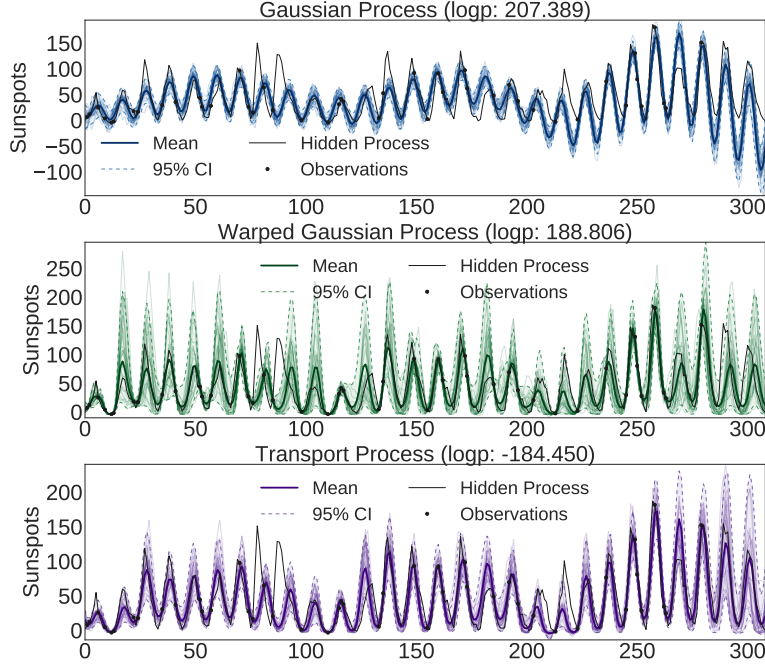 Gaussian Process (logp: 207.389)
Sunspots
150
100
50
0
−50
−100
Mean
Hidden Process
95% CI
Observations
0 50 100 150 200 250 300
Warped Gaussian Process (logp: 188.806)
Sunspots
250
200
150
100
50
0
Mean
Hidden Process
95% CI
Observations
0 50 100 150 200 250 300
Transport Process (logp: -184.450)
Sunspots
200
150
100
50
0
Mean
Hidden Process
95% CI
Observations
0 50 100 150 200 250 300